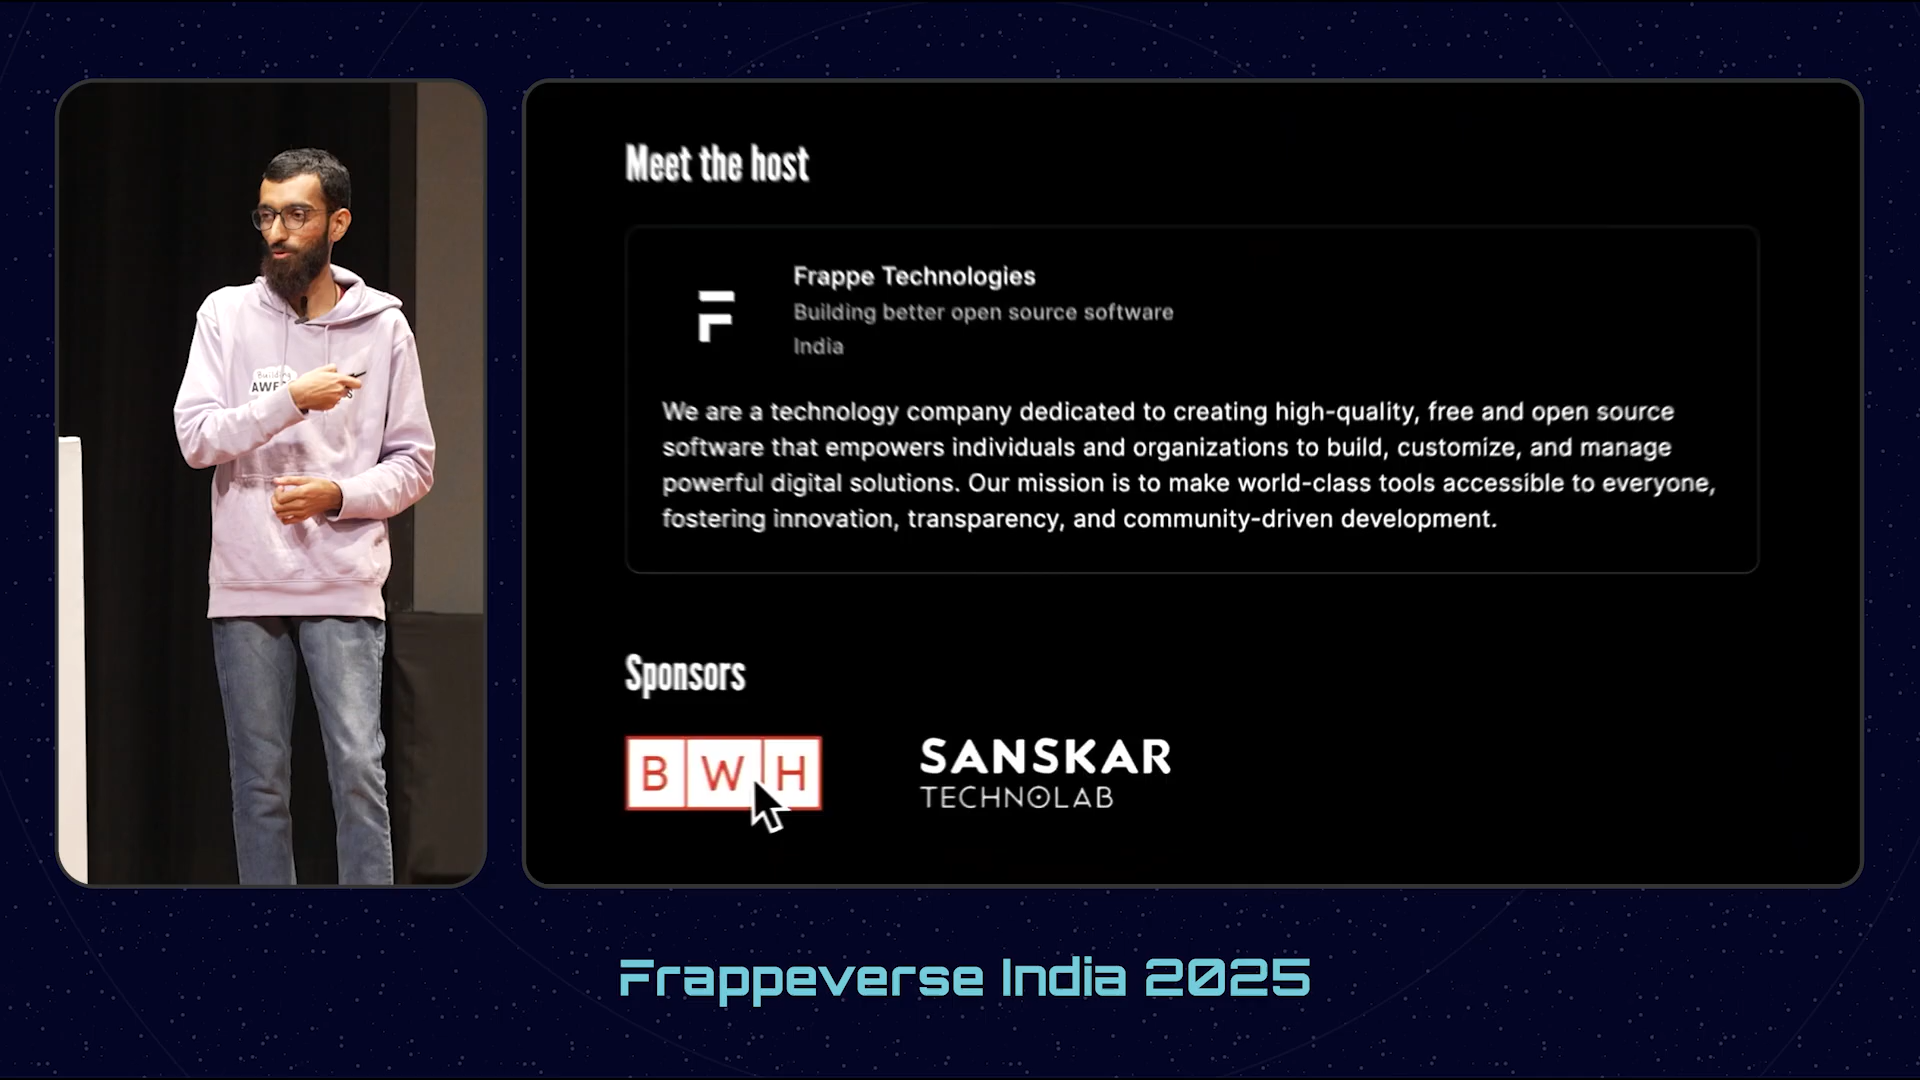 Building
Meet the host
Frappe Technologies
Building better open source software
India
We are a technology company dedicated to creating high-quality, free and open source
software that empowers individuals and organizations to build, customize, and manage
powerful digital solutions. Our mission is to make world-class tools accessible to everyone,
fostering innovation, transparency, and community-driven development.
Sponsors
BWH
SANSKAR
TECHNOLAB
Frappeverse India 2025